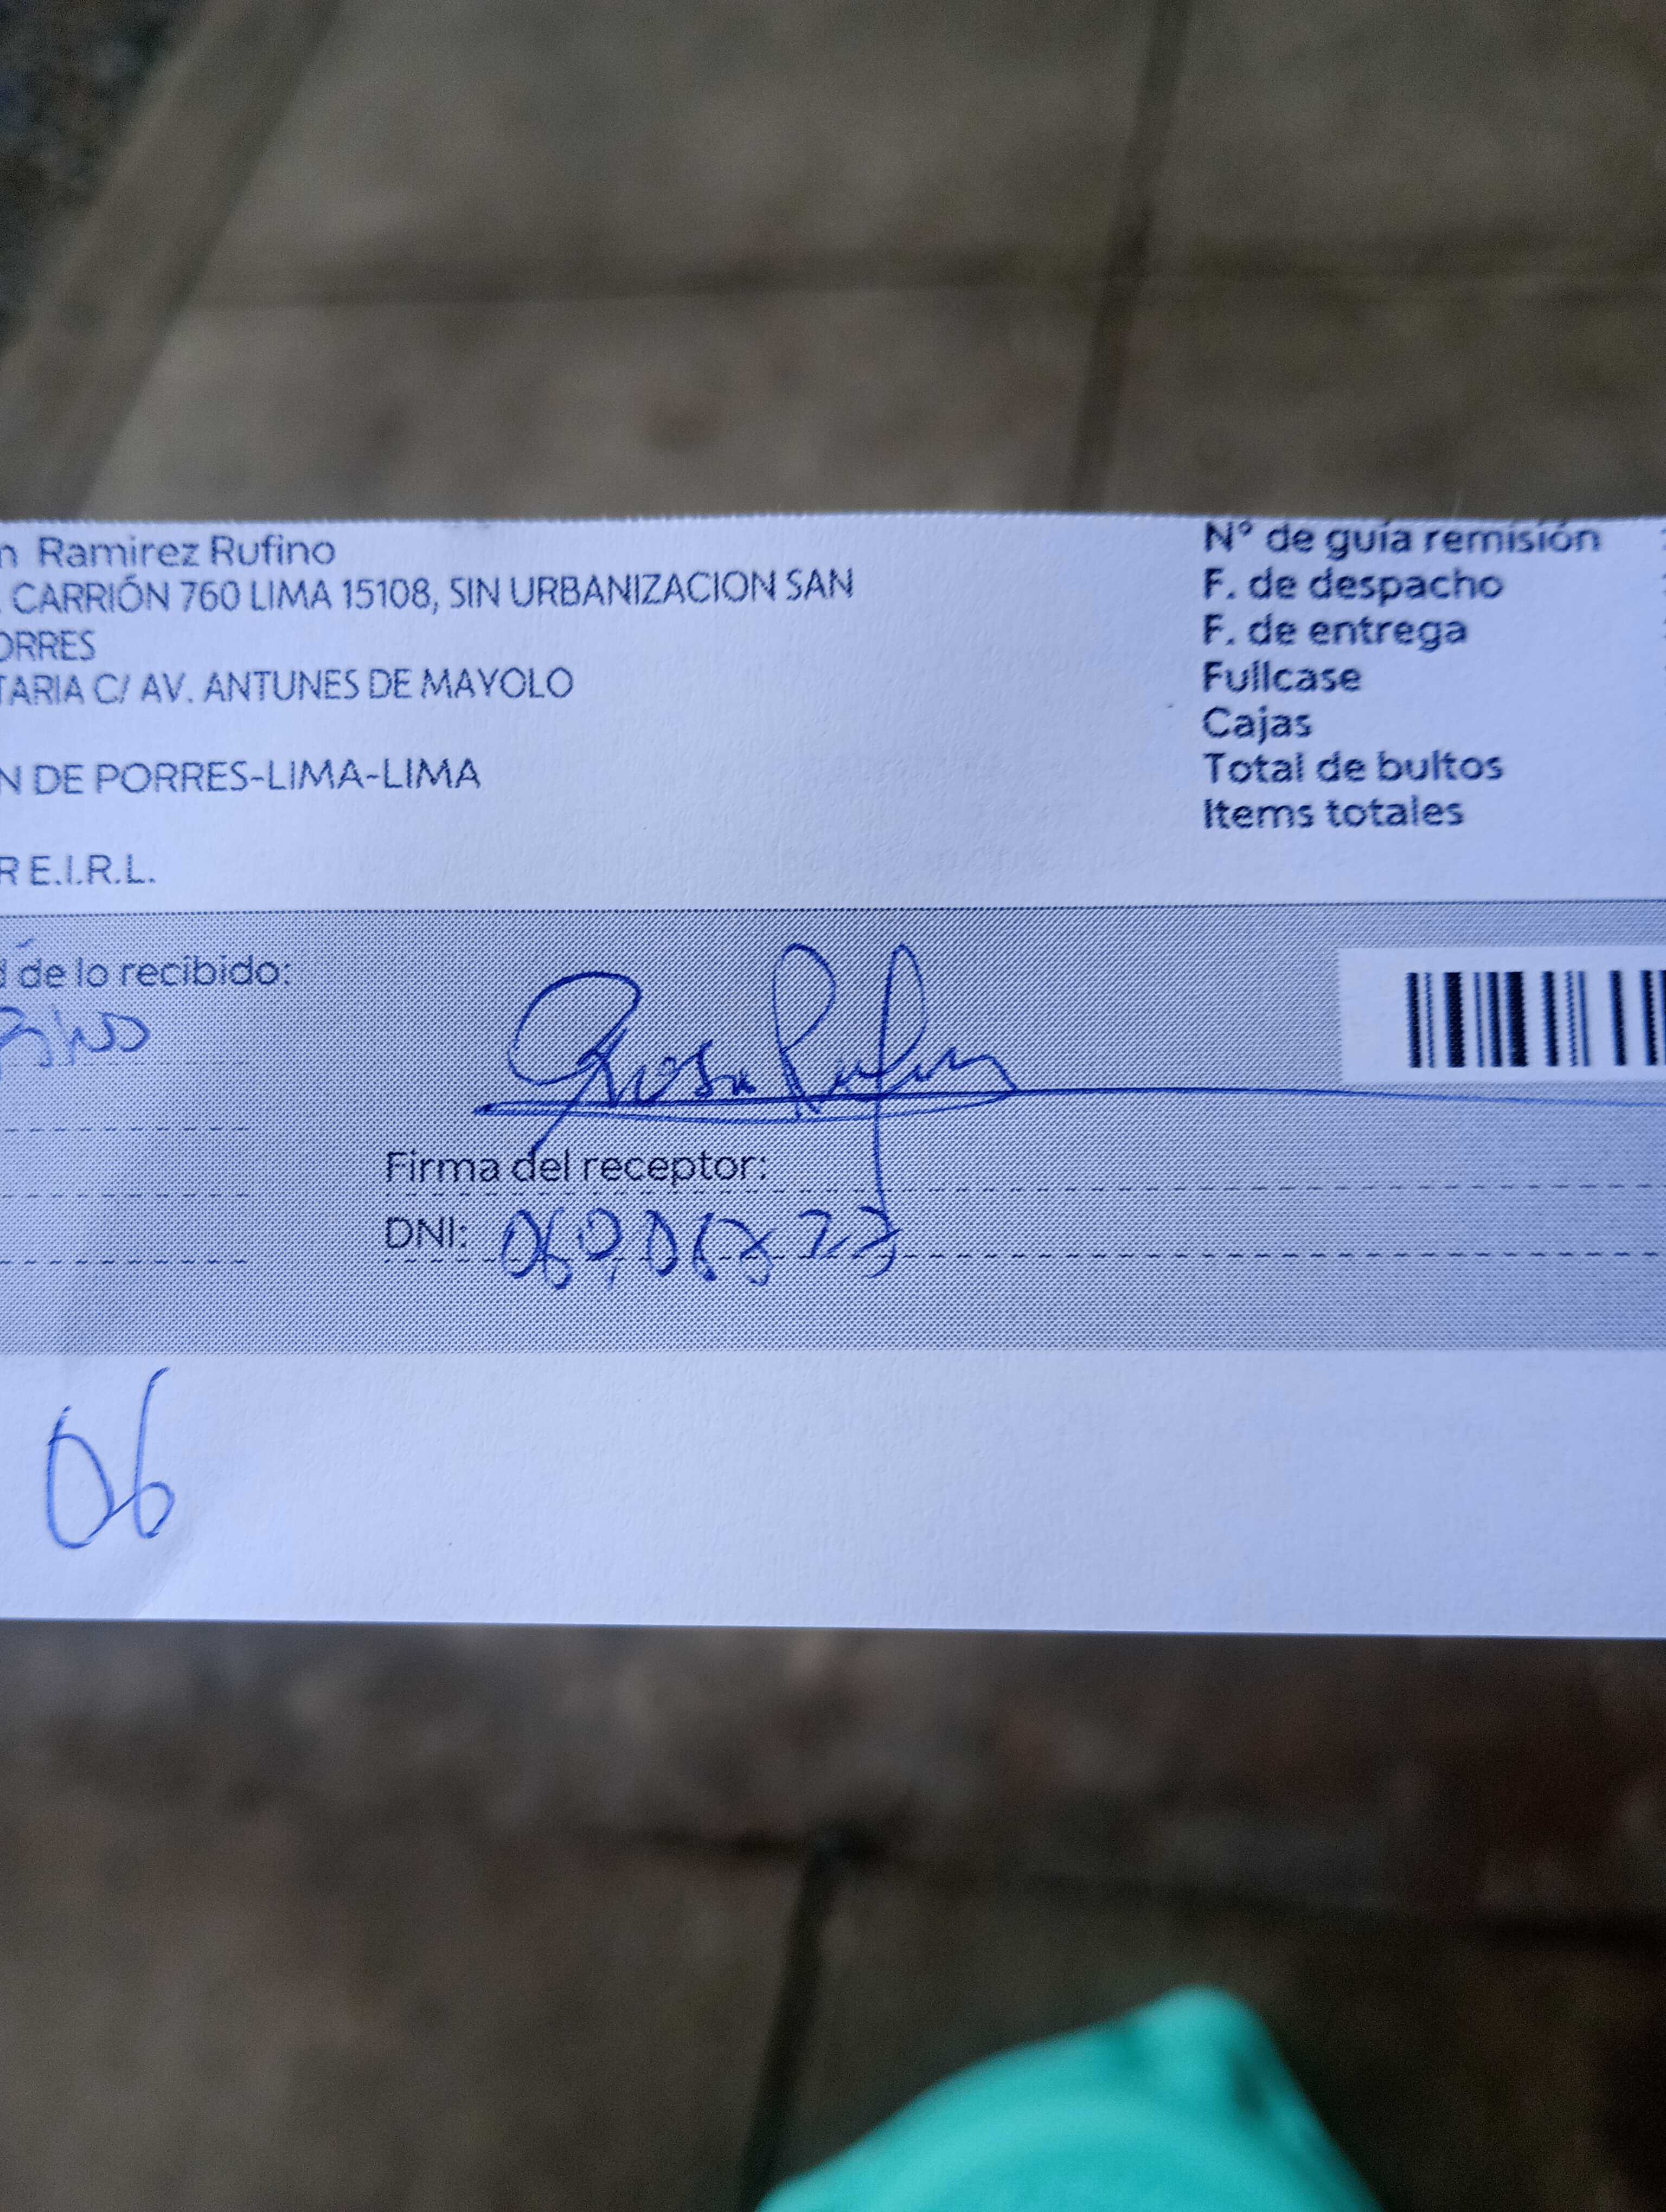 n Ramirez Rufino
. CARRIÓN 760 LIMA 15108, SIN URBANIZACION SAN
ORRES
TARIA C/ AV. ANTUNES DE MAYOLO
N DE PORRES-LIMA-LIMA
R E.I.R.L.
N° de guía remisión
F. de despacho
F. de entrega
Fullcase
Cajas
Total de bultos
Items totales
d de lo recibido:
Rosa
Firma del receptor:
DNI:
06